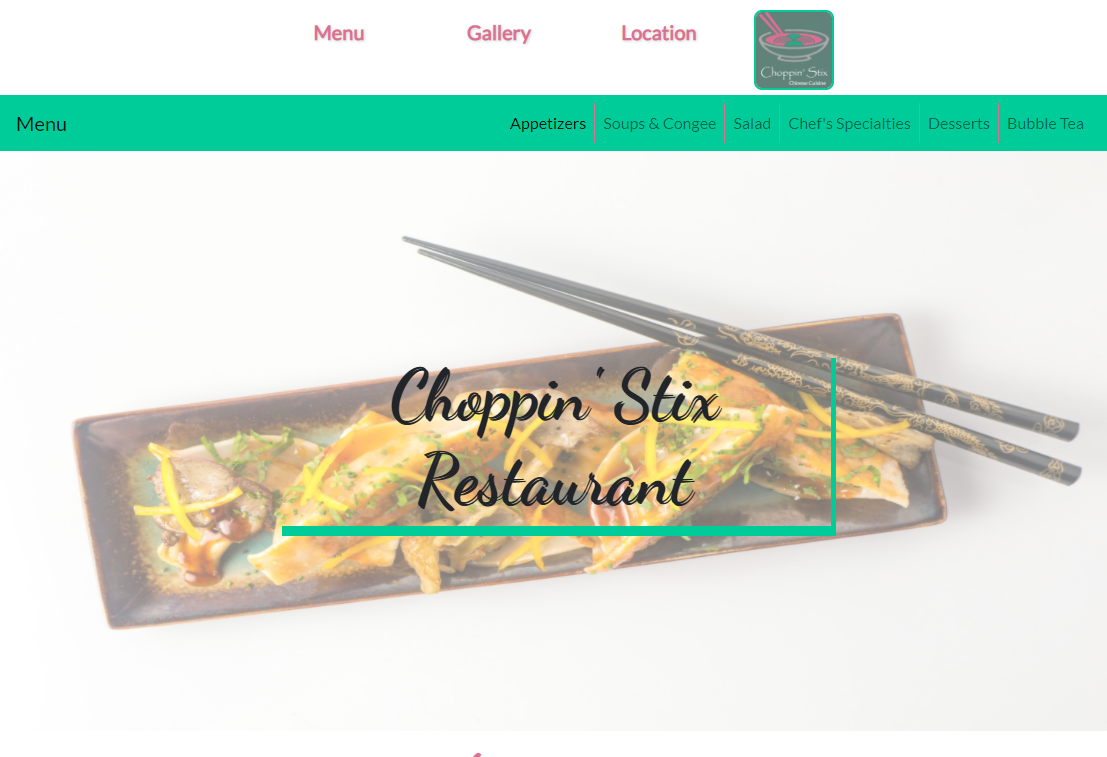 Menu Gallery Location
Choppin' Stix
Chinese Cuisine
Menu Appetizers Soups & Congee Salad Chef's Specialties Desserts Bubble Tea
Choppin' Stix
Restaurant